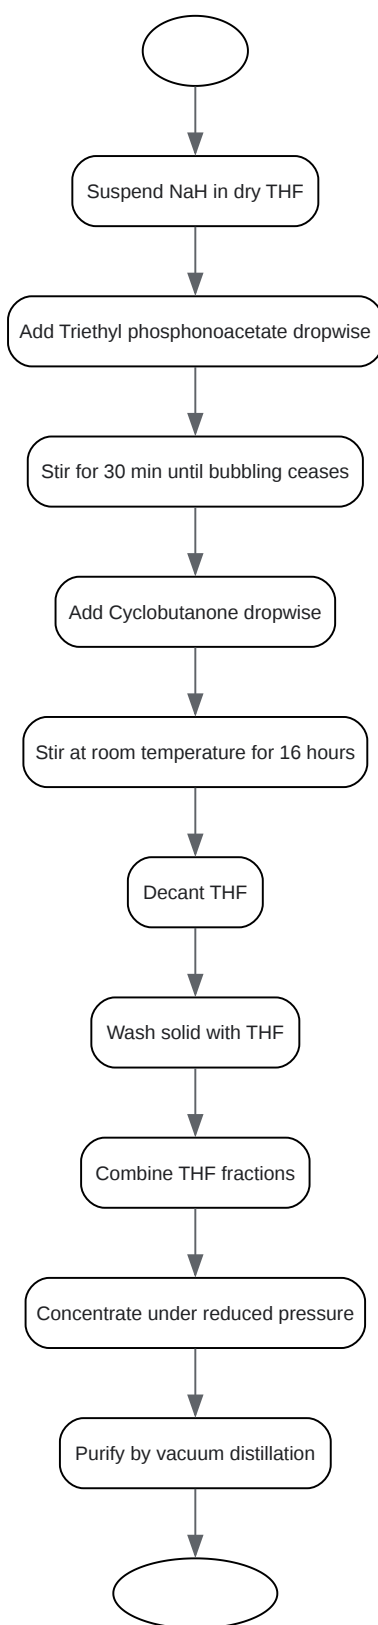 Suspend NaH in dry THF
Add Triethyl phosphonoacetate dropwise
Stir for 30 min until bubbling ceases
Add Cyclobutanone dropwise
Stir at room temperature for 16 hours
Decant THF
Wash solid with THF
Combine THF fractions
Concentrate under reduced pressure
Purify by vacuum distillation